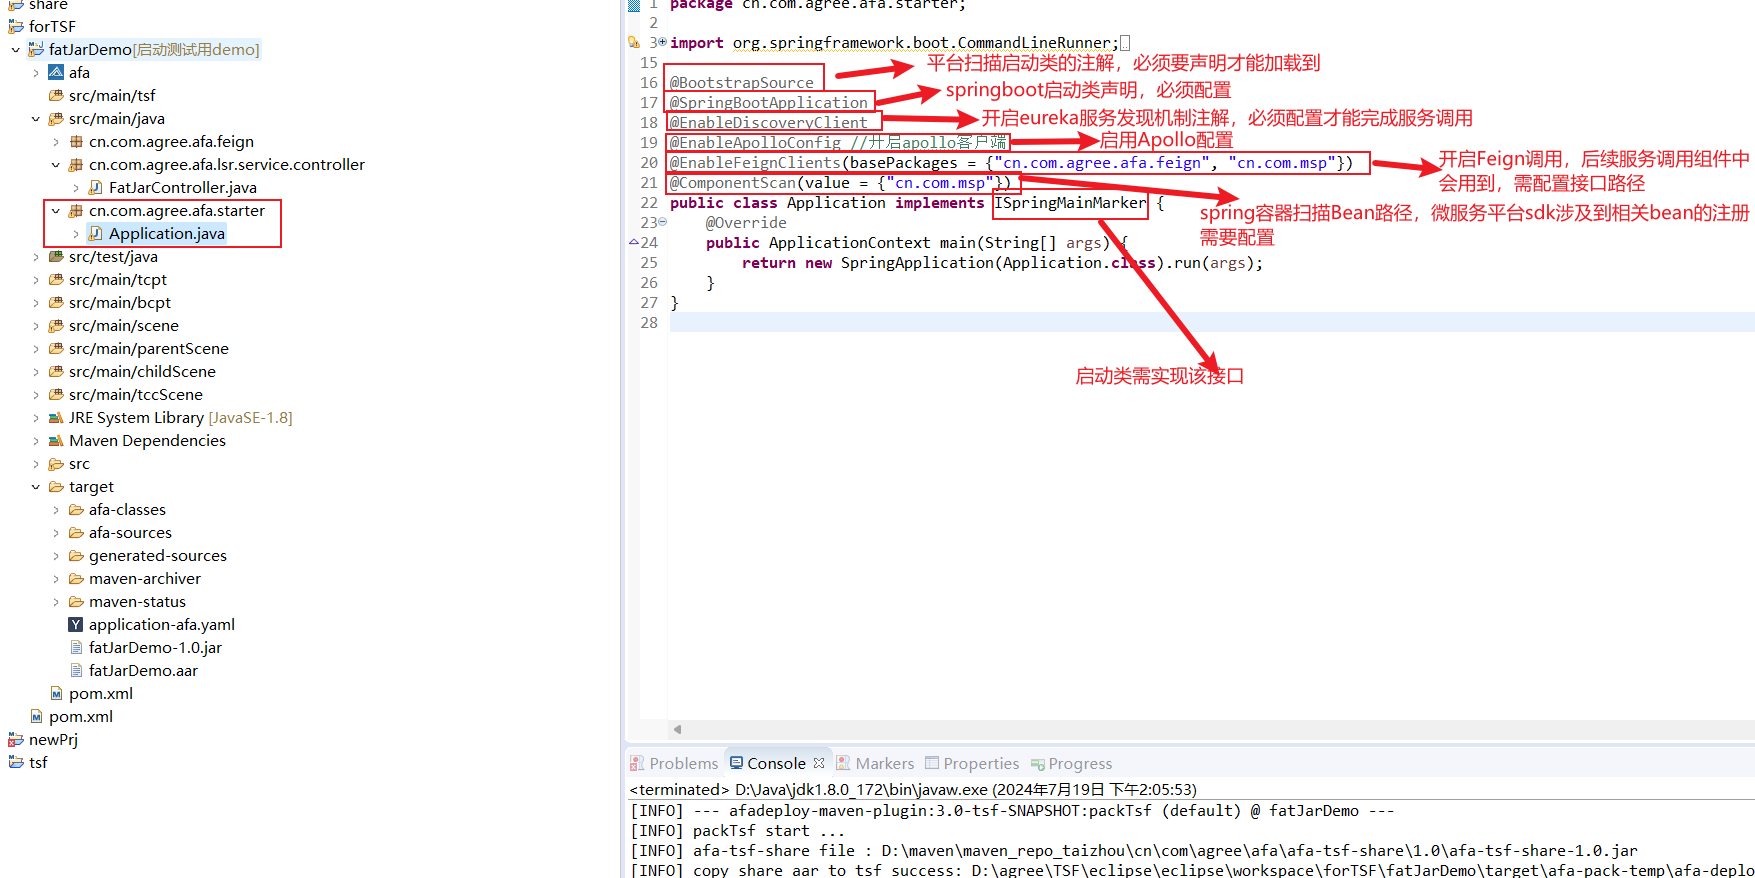 share
forTSF
fatJarDemo[启动测试用demo]
afa
src/main/tsf
src/main/java
cn.com.agree.afa.feign
cn.com.agree.afa.lsr.service.controller
FatJarController.java
cn.com.agree.afa.starter
Application.java
src/test/java
src/main/tcpt
src/main/bcpt
src/main/scene
src/main/parentScene
src/main/childScene
src/main/tccScene
JRE System Library [JavaSE-1.8]
Maven Dependencies
src
target
afa-classes
afa-sources
generated-sources
maven-archiver
maven-status
application-afa.yaml
fatJarDemo-1.0.jar
fatJarDemo.aar
pom.xml
pom.xml
newPrj
tsf
1 package cn.com.agree.afa.starter;
2
3 import org.springframework.boot.CommandLineRunner;
15
16 @BootstrapSource
17 @SpringBootApplication
18 @EnableDiscoveryClient
19 @EnableApolloConfig //开启apollo客户端
20 @EnableFeignClients(basePackages = {"cn.com.agree.afa.feign", "cn.com.msp"})
21 @ComponentScan(value = {"cn.com.msp"})
22 public class Application implements ISpringMainMarker {
23 @Override
24 public ApplicationContext main(String[] args) {
25 return new SpringApplication(Application.class).run(args);
26 }
27 }
28
平台扫描启动类的注解，必须要声明才能加载到
springboot启动类声明，必须配置
开启eureka服务发现机制注解，必须配置才能完成服务调用
启用Apollo配置
开启Feign调用，后续服务调用组件中
会用到，需配置接口路径
spring容器扫描Bean路径，微服务平台sdk涉及到相关bean的注册
需要配置
启动类需实现该接口
Problems Console Markers Properties Progress
<terminated> D:\Java\jdk1.8.0_172\bin\javaw.exe (2024年7月19日 下午2:05:53)
[INFO] --- afadeploy-maven-plugin:3.0-tsf-SNAPSHOT:packTsf (default) @ fatJarDemo ---
[INFO] packTsf start ...
[INFO] afa-tsf-share file : D:\maven\maven_repo_taizhou\cn\com\agree\afa\afa-tsf-share\1.0\afa-tsf-share-1.0.jar
[INFO] copy share aar to tsf success: D:\agree\TSF\eclipse\eclipse\workspace\forTSF\fatJarDemo\target\afa-pack-temp\afa-deplo